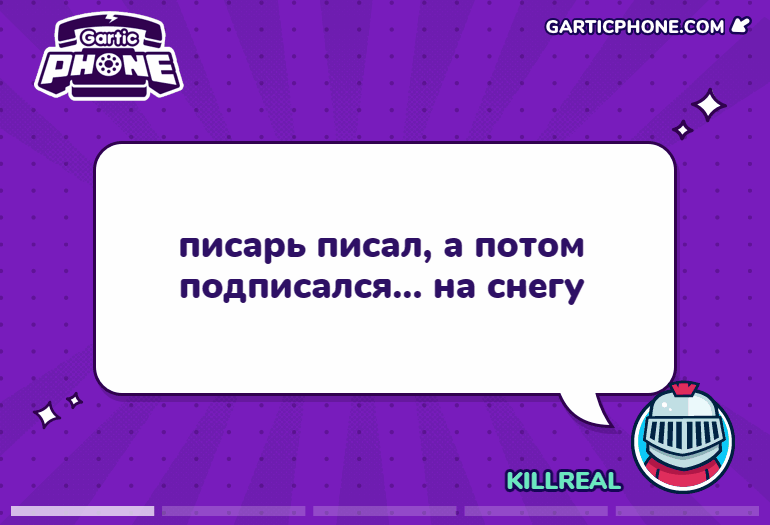 Gartic
PHONE
GARTICPHONE.COM
писарь писал, а потом
подписался... на снегу
KILLREAL